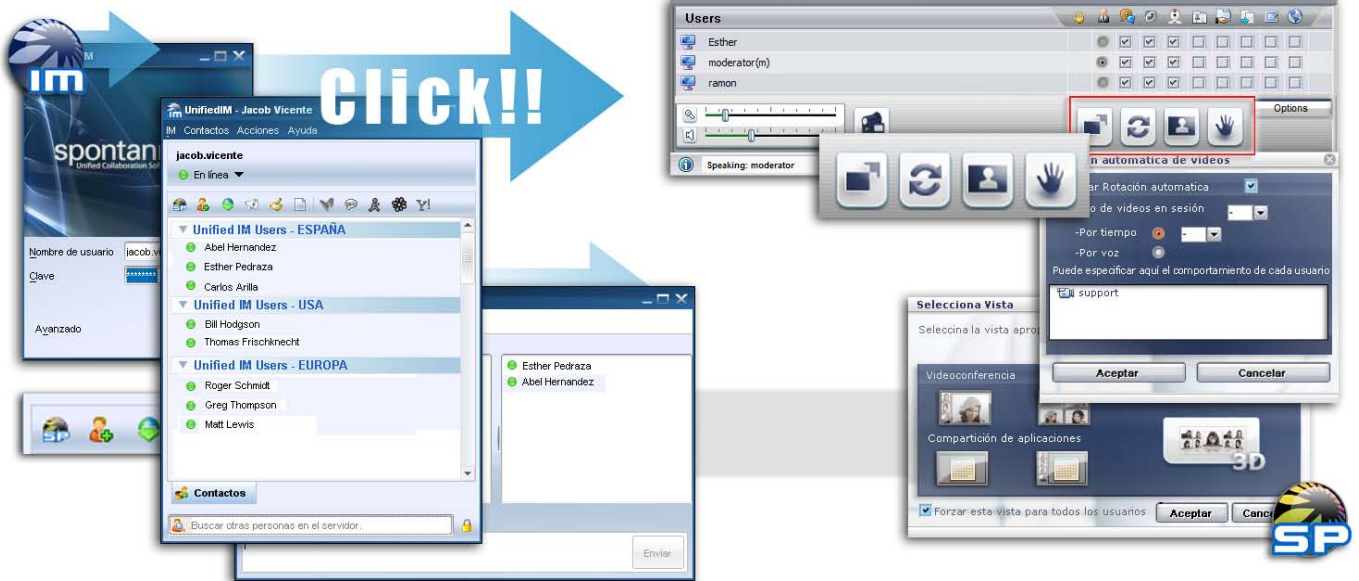 IM
M
spontan
Unified Collaboration
Nombre de usuario
jacob.v
Clave
********
Avanzado
SP
UnifiedIM - Jacob Vicente
IM Contactos Acciones Ayuda
jacob.vicente
En línea
Y!
Unified IM Users - ESPAÑA
Abel Hernandez
Esther Pedraza
Carlos Arilla
Unified IM Users - USA
Bill Hodgson
Thomas Frischknecht
Unified IM Users - EUROPA
Roger Schmidt
Greg Thompson
Matt Lewis
Contactos
Buscar otras personas en el servidor.
Click!!
Esther Pedraza
Abel Hernandez
Enviar
Users
Esther
moderator(m)
ramon
Options
Speaking: moderator
n automatica de videos
ar Rotación automatica
o de videos en sesión
-
-Por tiempo
-
-Por voz
Puede especificar aquí el comportamiento de cada usuario
support
Aceptar Cancelar
Selecciona Vista
Seleccina la vista aprop
Videoconferencia
Compartición de aplicaciones
3D
Forzar esta vista para todos los usuarios
Aceptar Cance
SP